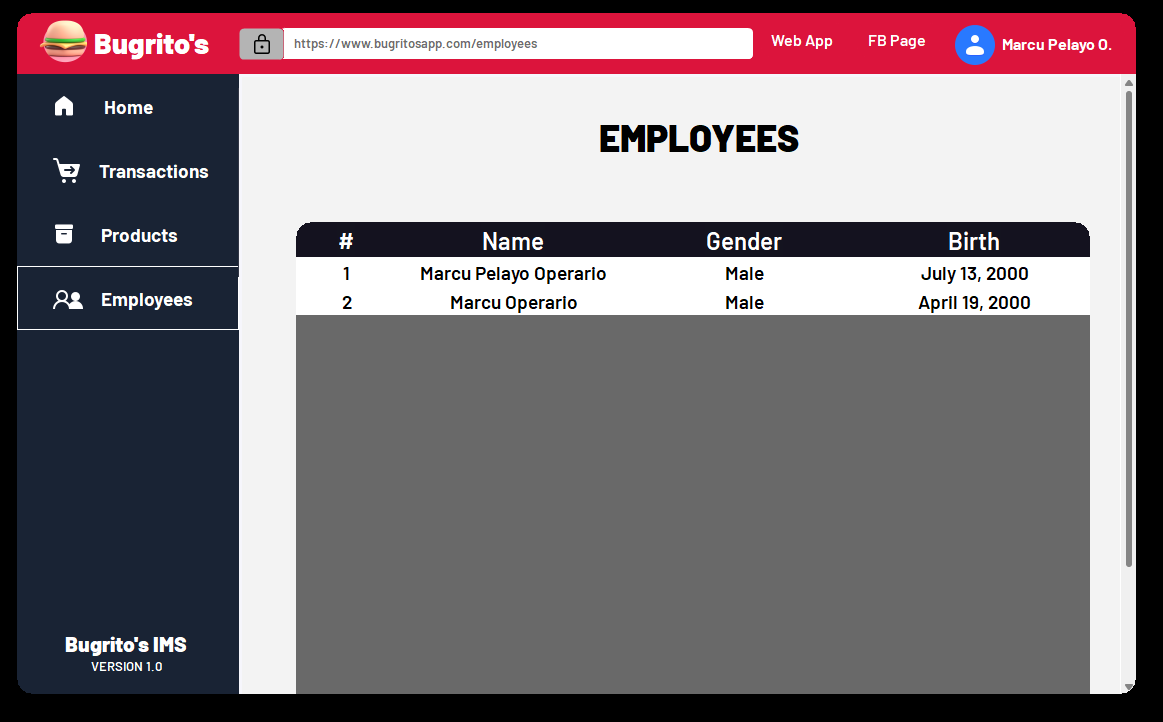 Bugrito's
https://www.bugritosapp.com/employees
Web App
FB Page
Marcu Pelayo O.
Home
Transactions
Products
Employees
EMPLOYEES
# Name Gender Birth
1 Marcu Pelayo Operario Male July 13, 2000
2 Marcu Operario Male April 19, 2000
Bugrito's IMS
VERSION 1.0